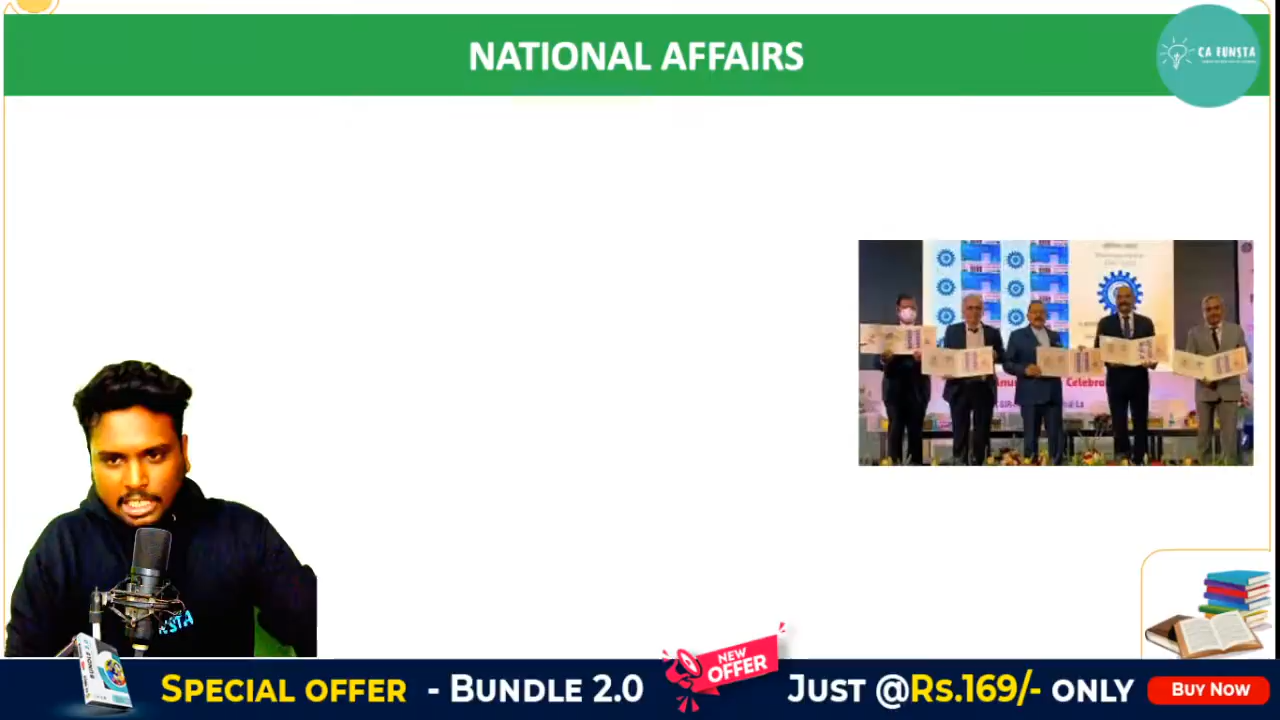 NATIONAL AFFAIRS
CA FUNSTA
Celebra
SPECIAL OFFER - BUNDLE 2.0
NEW
OFFER
JUST @Rs.169/- ONLY
Buy Now